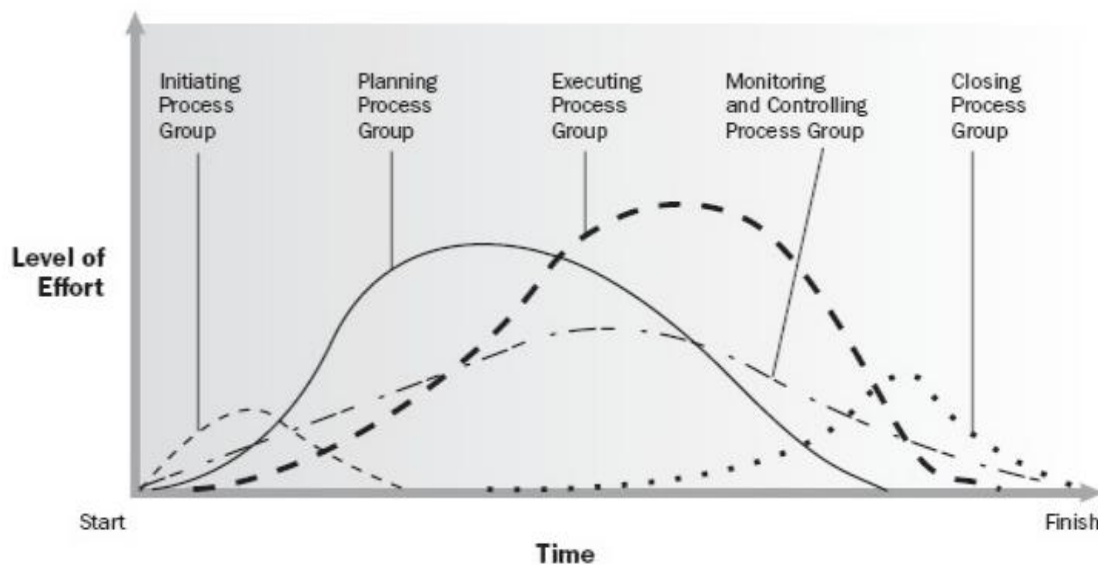 Initiating
Process
Group
Planning
Process
Group
Executing
Process
Group
Monitoring
and Controlling
Process Group
Closing
Process
Group
Level of
Effort
Start
Finish
Time